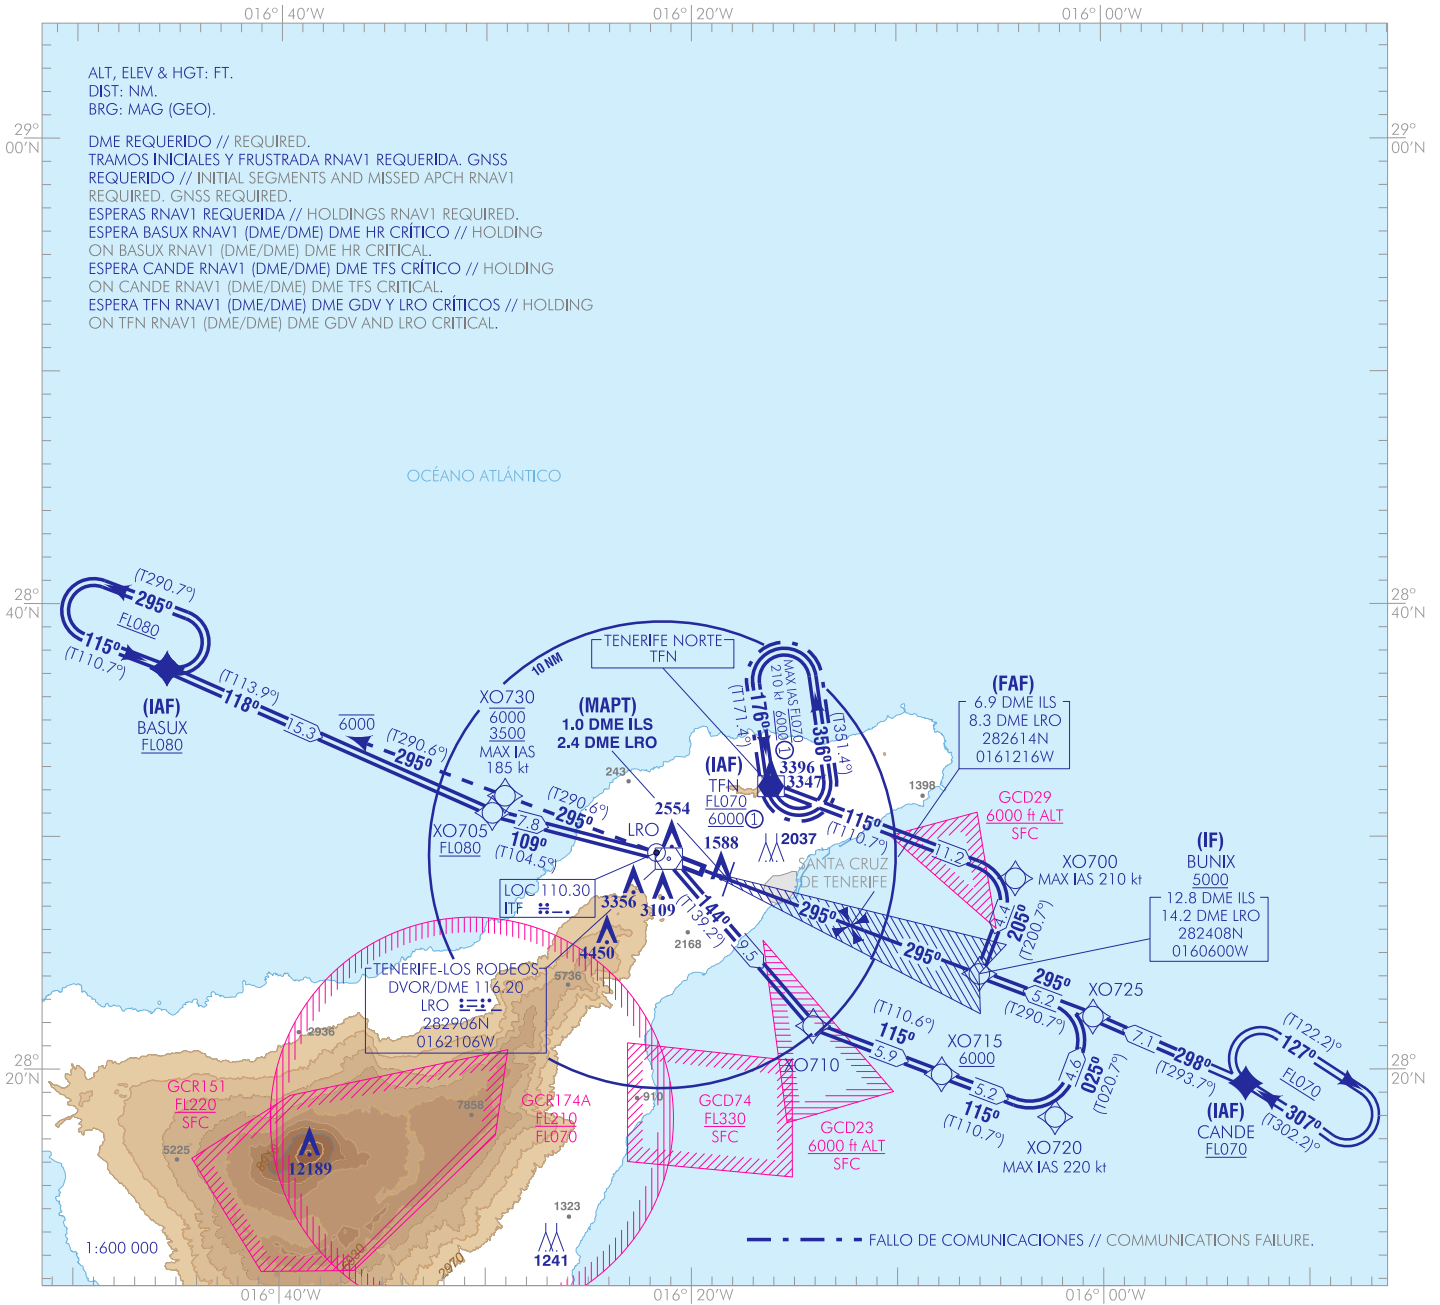 016° 40'W
016° 20'W
016° 00'W
ALT, ELEV & HGT: FT.
DIST: NM.
BRG: MAG (GEO).
DME REQUERIDO // REQUIRED.
TRAMOS INICIALES Y FRUSTRADA RNAV1 REQUERIDA. GNSS
REQUERIDO // INITIAL SEGMENTS AND MISSED APCH RNAV1
REQUIRED. GNSS REQUIRED.
ESPERAS RNAV1 REQUERIDA // HOLDINGS RNAV1 REQUIRED.
ESPERA BASUX RNAV1 (DME/DME) DME HR CRÍTICO // HOLDING
ON BASUX RNAV1 (DME/DME) DME HR CRITICAL.
ESPERA CANDE RNAV1 (DME/DME) DME TFS CRÍTICO // HOLDING
ON CANDE RNAV1 (DME/DME) DME TFS CRITICAL.
ESPERA TFN RNAV1 (DME/DME) DME GDV Y LRO CRÍTICOS // HOLDING
ON TFN RNAV1 (DME/DME) DME GDV AND LRO CRITICAL.
29°
00'N
29°
00'N
OCÉANO ATLÁNTICO
28°
40'N
28°
40'N
(T290.7°)
295°
FL080
115°
(T110.7°)
(IAF)
BASUX
FL080
(T113.9°)
118°
15.3
6000
(T290.6°)
295°
XO730
6000
3500
MAX IAS
185 kt
10 NM
(MAPT)
1.0 DME ILS
2.4 DME LRO
TENERIFE NORTE
TFN
MAX IAS FL070
210 kt 6000 1
(T171.4°)
176°
356°
(T351.4°)
(IAF)
TFN
FL070
6000 1
3396
3347
(FAF)
6.9 DME ILS
8.3 DME LRO
282614N
0161216W
243
1398
XO705
FL080
7.8
109°
(T104.5°)
(T290.6°)
295°
LRO
2554
1588
2037
115°
(T110.7°)
11.2
GCD29
6000 ft ALT
SFC
SANTA CRUZ
DE TENERIFE
XO700
MAX IAS 210 kt
4.4
205°
(T200.7°)
(IF)
BUNIX
5000
12.8 DME ILS
14.2 DME LRO
282408N
0160600W
LOC 110.30
ITF
3356
3109
4450
2168
144°
(T139.2°)
9.5
295°
295°
295°
5.2
(T290.7°)
XO725
7.1
298°
(T293.7°)
(T122.2)°
127°
FL070
307°
(T302.2)°
(IAF)
CANDE
FL070
TENERIFE-LOS RODEOS
DVOR/DME 116.20
LRO
282906N
0162106W
5736
2936
XO710
(T110.6°)
115°
5.9
XO715
6000
5.2
115°
(T110.7°)
4.6
025°
(T020.7°)
XO720
MAX IAS 220 kt
28°
20'N
28°
20'N
GCR151
FL220
SFC
5225
12189
7858
GCR174A
FL210
FL070
910
GCD74
FL330
SFC
GCD23
6000 ft ALT
SFC
1323
1241
2970
1:600 000
FALLO DE COMUNICACIONES // COMMUNICATIONS FAILURE.
016° 40'W
016° 20'W
016° 00'W